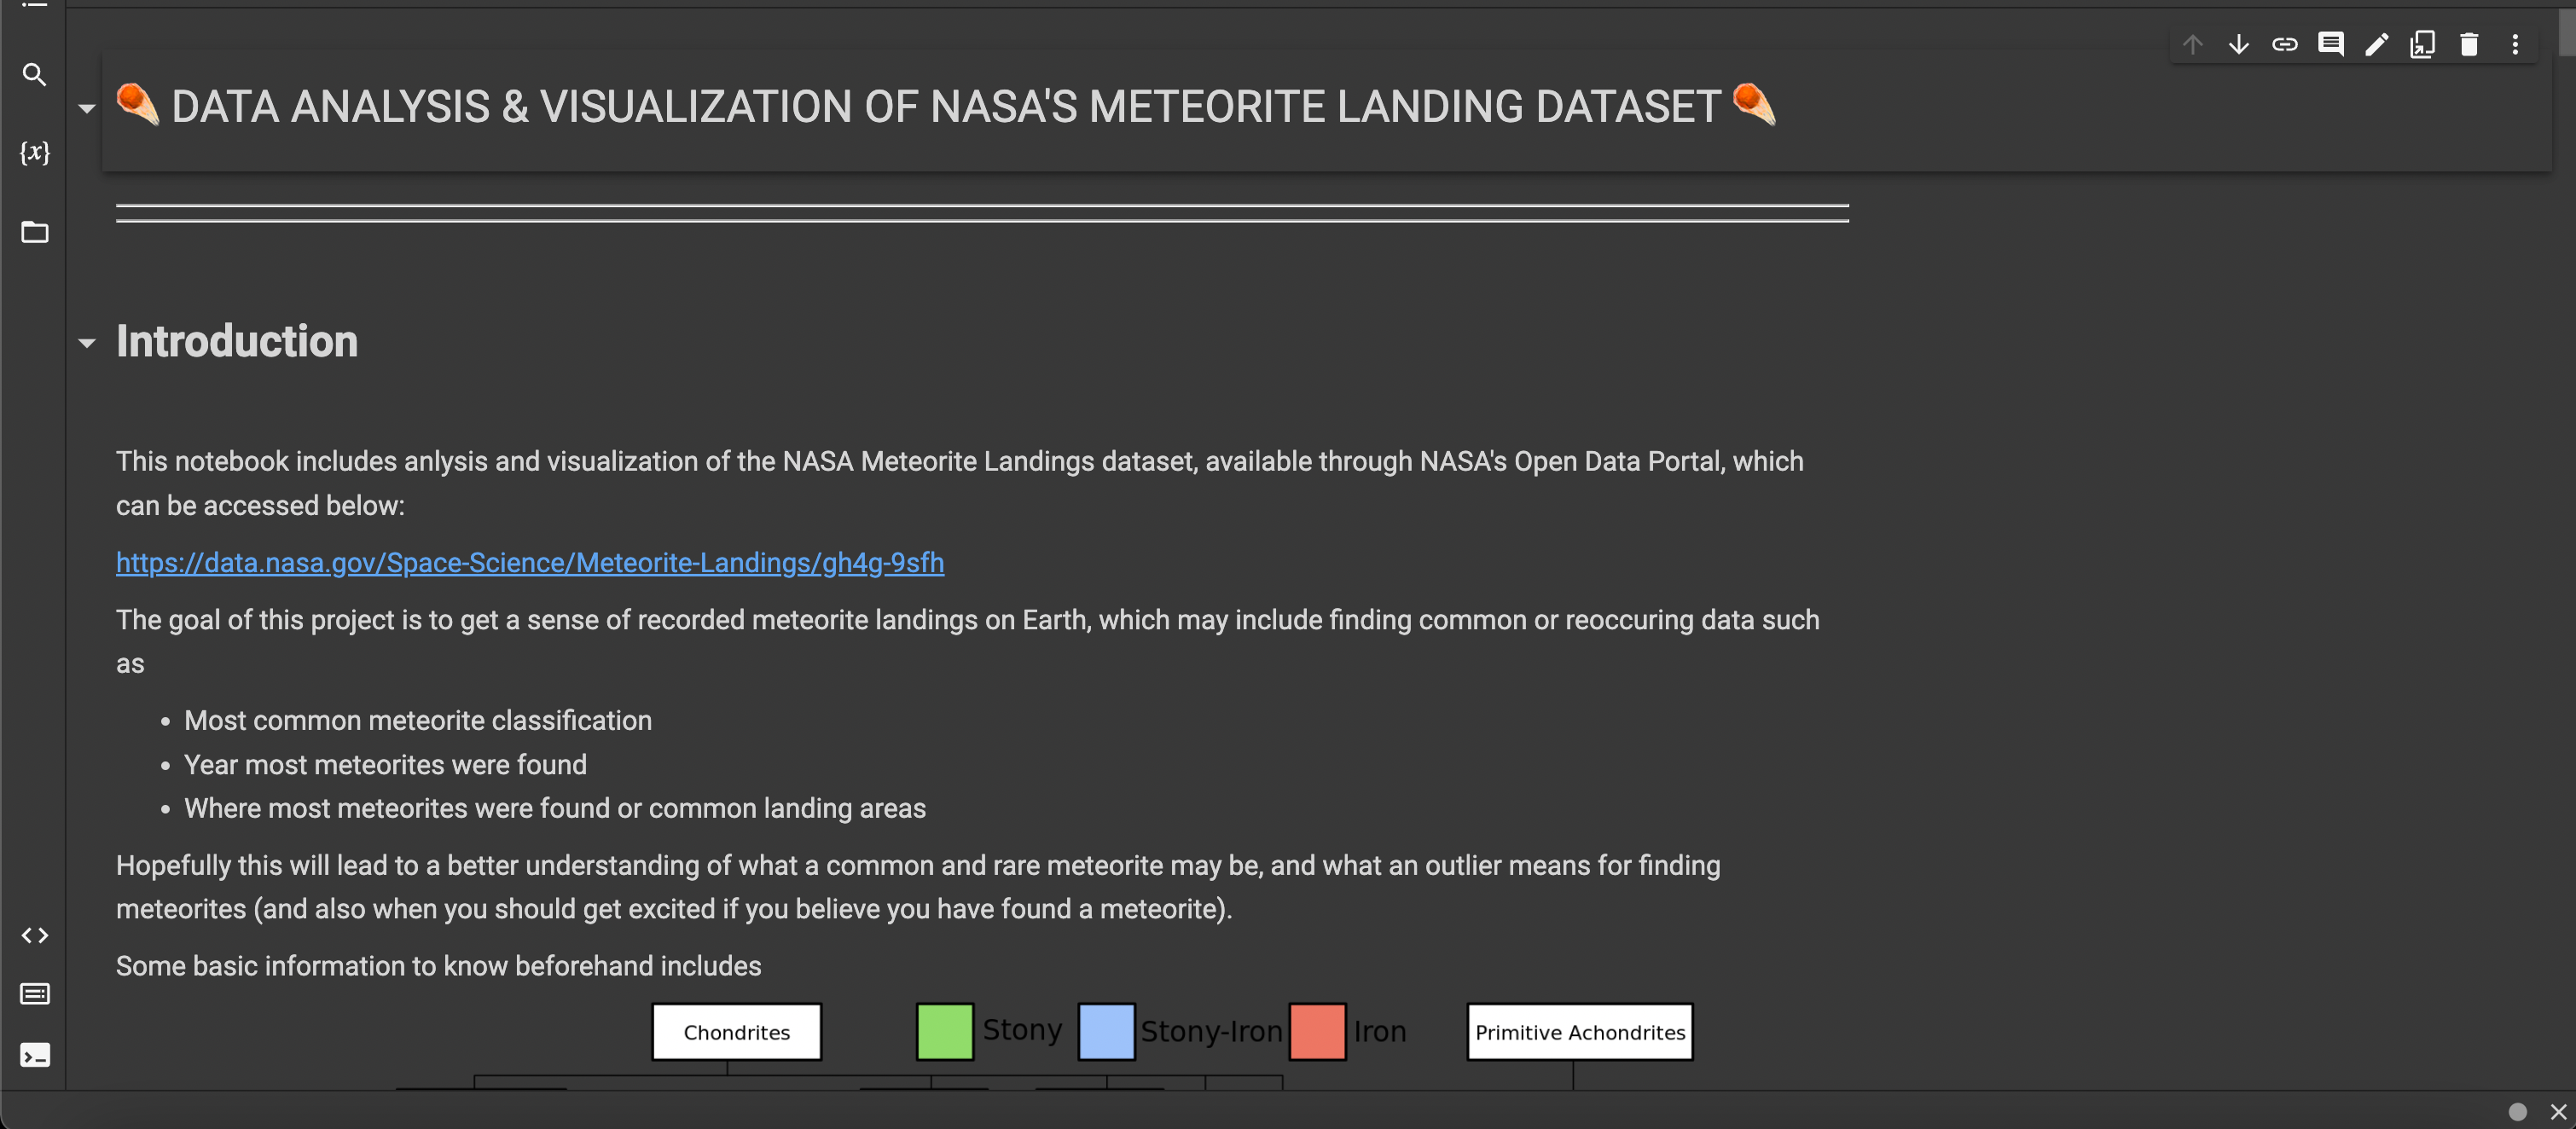 {x}
☄️ DATA ANALYSIS & VISUALIZATION OF NASA'S METEORITE LANDING DATASET ☄️
Introduction
This notebook includes anlysis and visualization of the NASA Meteorite Landings dataset, available through NASA's Open Data Portal, which
can be accessed below:
https://data.nasa.gov/Space-Science/Meteorite-Landings/gh4g-9sfh
The goal of this project is to get a sense of recorded meteorite landings on Earth, which may include finding common or reoccuring data such
as
• Most common meteorite classification
• Year most meteorites were found
• Where most meteorites were found or common landing areas
Hopefully this will lead to a better understanding of what a common and rare meteorite may be, and what an outlier means for finding
meteorites (and also when you should get excited if you believe you have found a meteorite).
Some basic information to know beforehand includes
Chondrites Stony Stony-Iron Iron Primitive Achondrites